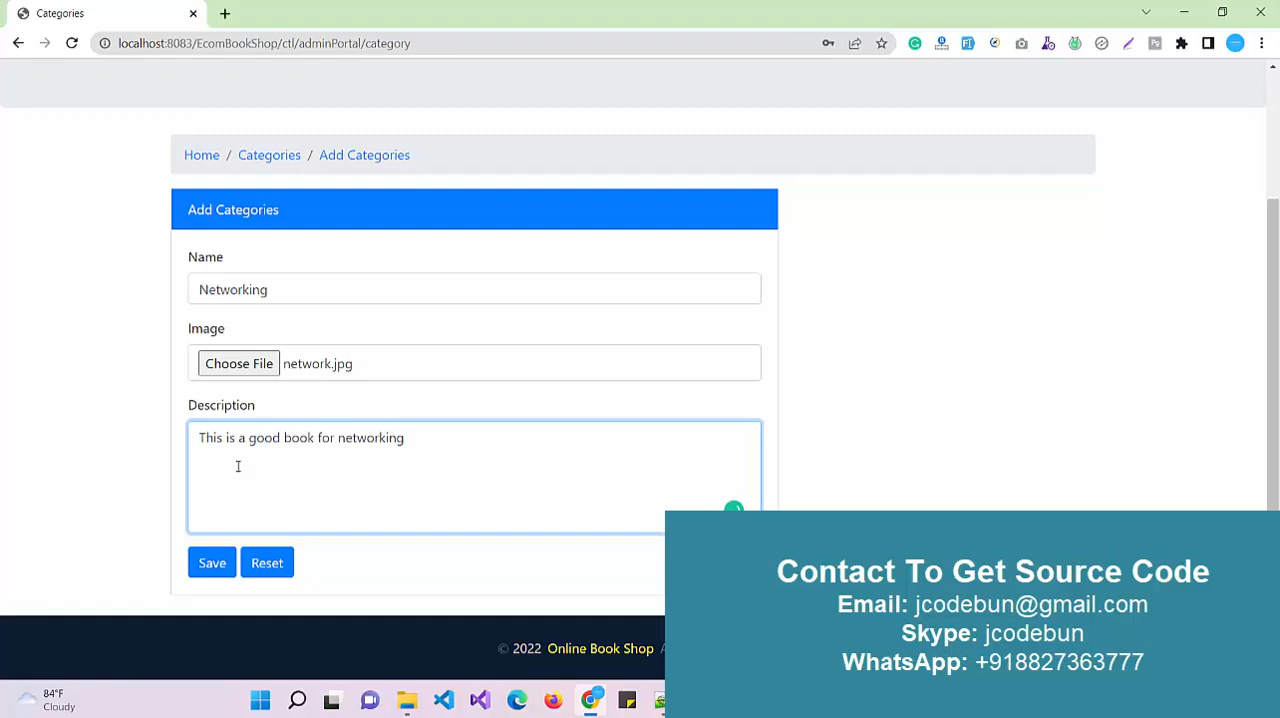 Categories
localhost:8083/EcomBookShop/ctl/adminPortal/category
Home / Categories / Add Categories
Add Categories
Name
Networking
Image
Choose File network.jpg
Description
This is a good book for networking
Save Reset
© 2022 Online Book Shop
84°F
Cloudy
Contact To Get Source Code
Email: jcodebun@gmail.com
Skype: jcodebun
WhatsApp: +918827363777